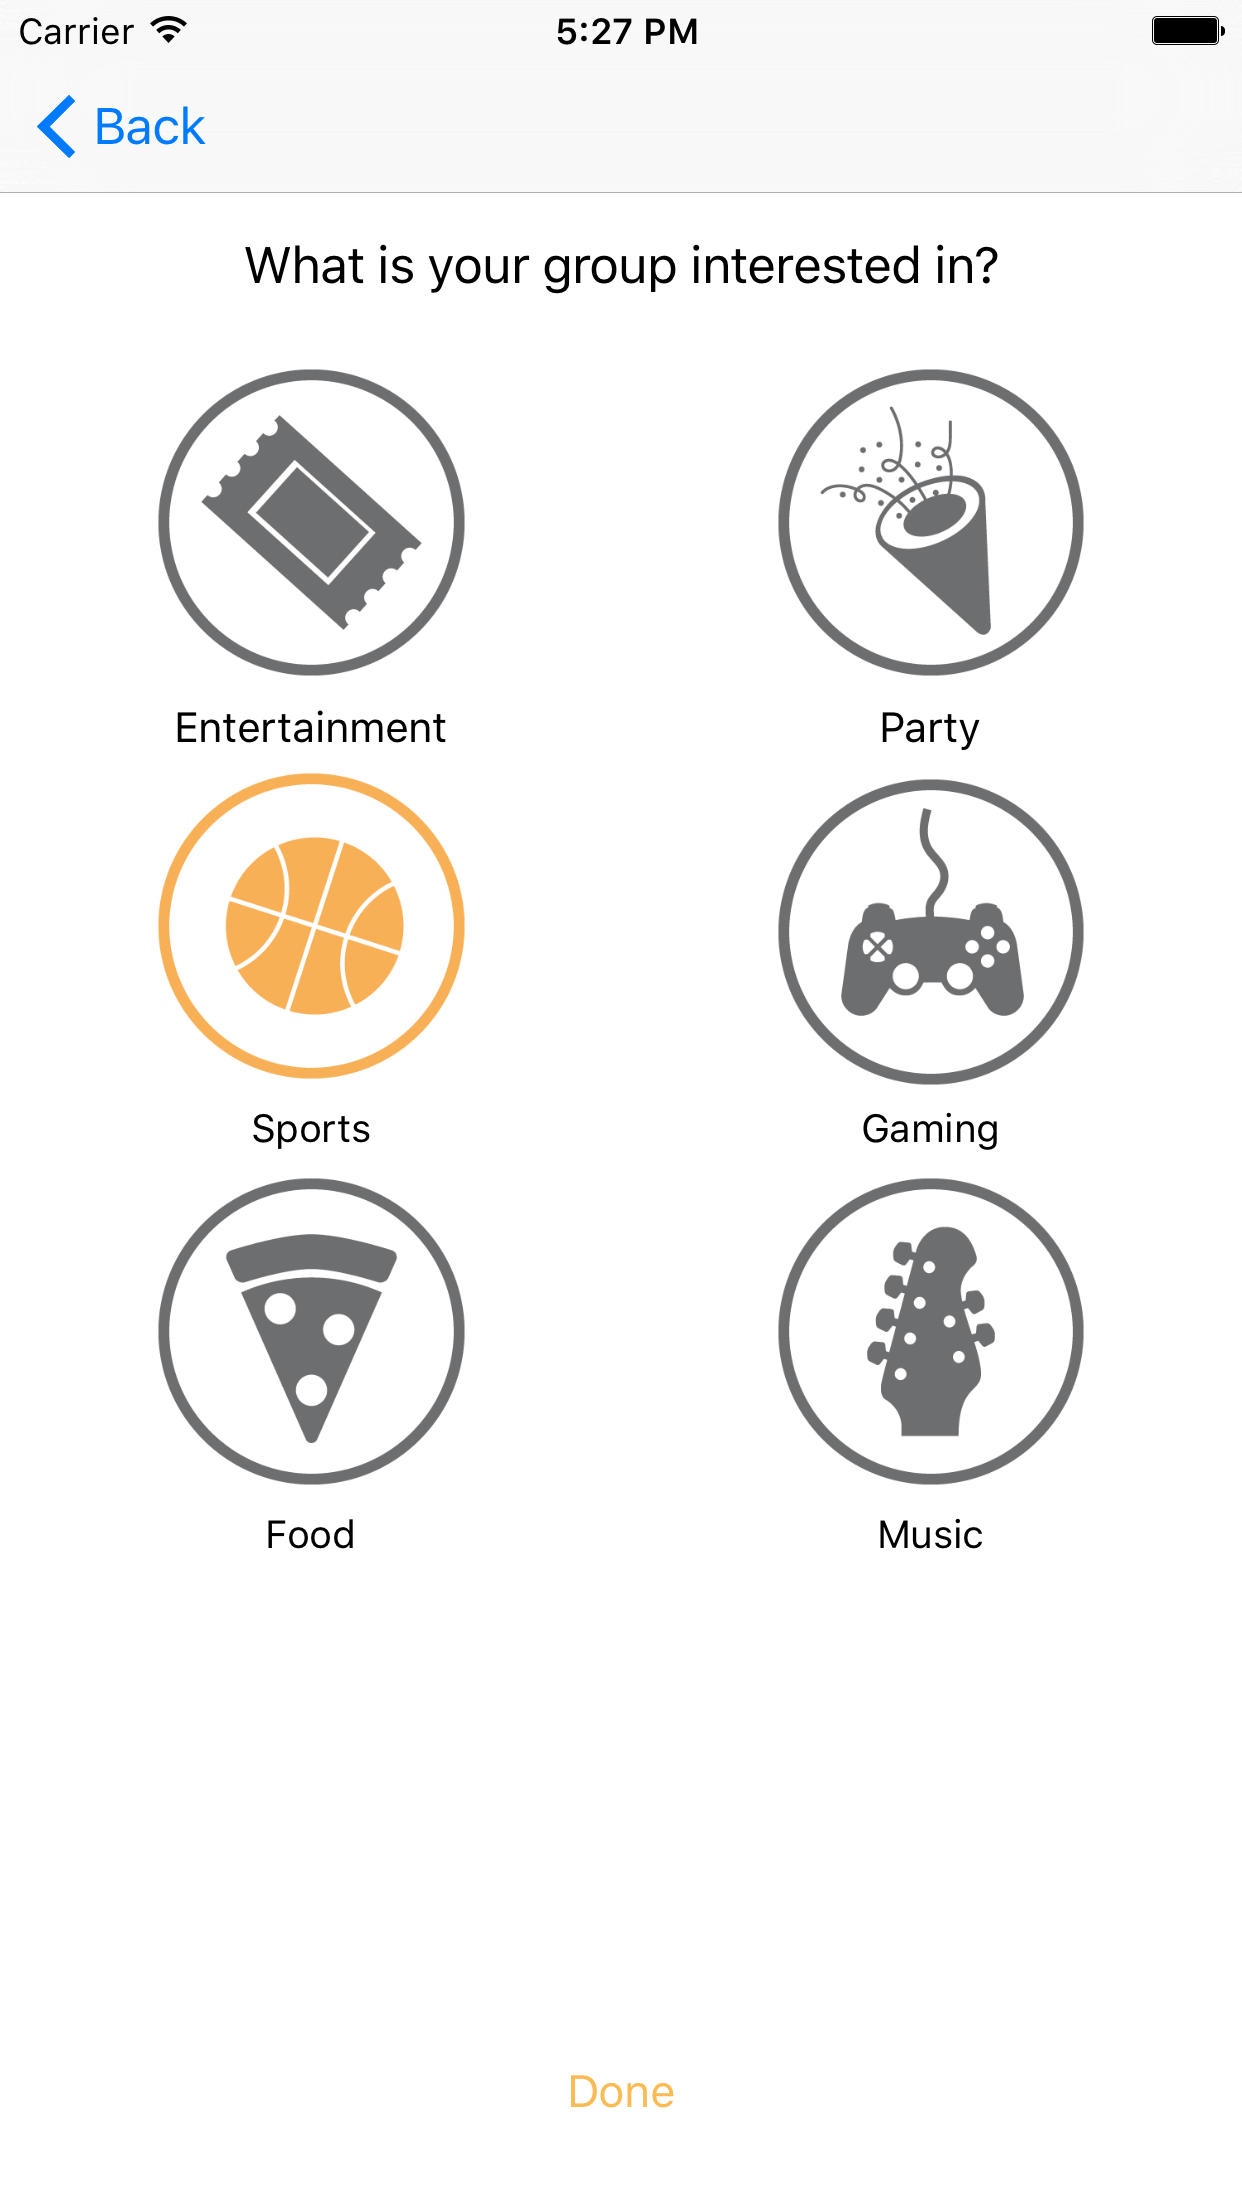 Carrier 5:27 PM
Back
What is your group interested in?
Entertainment Party
Sports Gaming
Food Music
Done